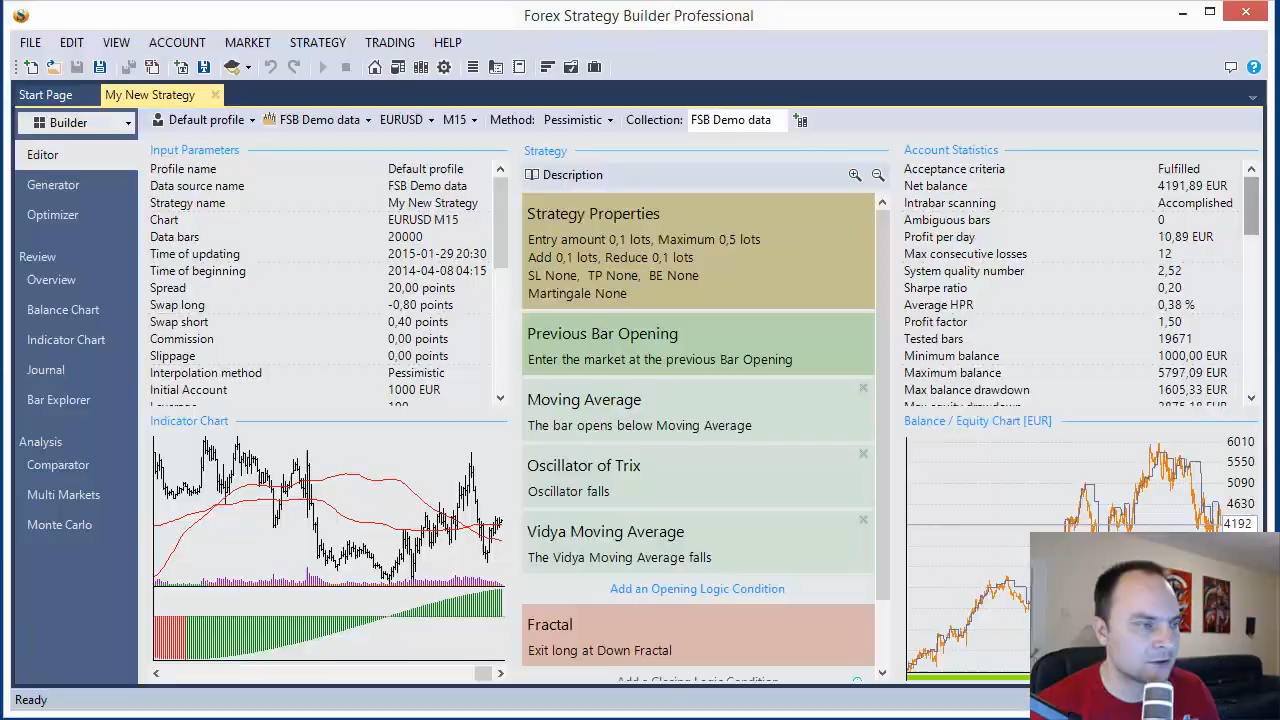 Forex Strategy Builder Professional
FILE EDIT VIEW ACCOUNT MARKET STRATEGY TRADING HELP
Start Page
My New Strategy
Builder
Default profile
FSB Demo data
EURUSD
M15
Method: Pessimistic
Collection: FSB Demo data
Editor
Generator
Optimizer
Review
Overview
Balance Chart
Indicator Chart
Journal
Bar Explorer
Analysis
Comparator
Multi Markets
Monte Carlo
Input Parameters
Profile name Default profile
Data source name FSB Demo data
Strategy name My New Strategy
Chart EURUSD M15
Data bars 20000
Time of updating 2015-01-29 20:30
Time of beginning 2014-04-08 04:15
Spread 20,00 points
Swap long -0,80 points
Swap short 0,40 points
Commission 0,00 points
Slippage 0,00 points
Interpolation method Pessimistic
Initial Account 1000 EUR
Leverage 100
Indicator Chart
Strategy
Description
Strategy Properties
Entry amount 0,1 lots, Maximum 0,5 lots
Add 0,1 lots, Reduce 0,1 lots
SL None, TP None, BE None
Martingale None
Previous Bar Opening
Enter the market at the previous Bar Opening
Moving Average
The bar opens below Moving Average
Oscillator of Trix
Oscillator falls
Vidya Moving Average
The Vidya Moving Average falls
Add an Opening Logic Condition
Fractal
Exit long at Down Fractal
Add a Closing Logic Condition
Account Statistics
Acceptance criteria Fulfilled
Net balance 4191,89 EUR
Intrabar scanning Accomplished
Ambiguous bars 0
Profit per day 10,89 EUR
Max consecutive losses 12
System quality number 2,52
Sharpe ratio 0,20
Average HPR 0,38 %
Profit factor 1,50
Tested bars 19671
Minimum balance 1000,00 EUR
Maximum balance 5797,09 EUR
Max balance drawdown 1605,33 EUR
Max equity drawdown 2875,18 EUR
Balance / Equity Chart [EUR]
6010
5550
5090
4630
4192
Ready